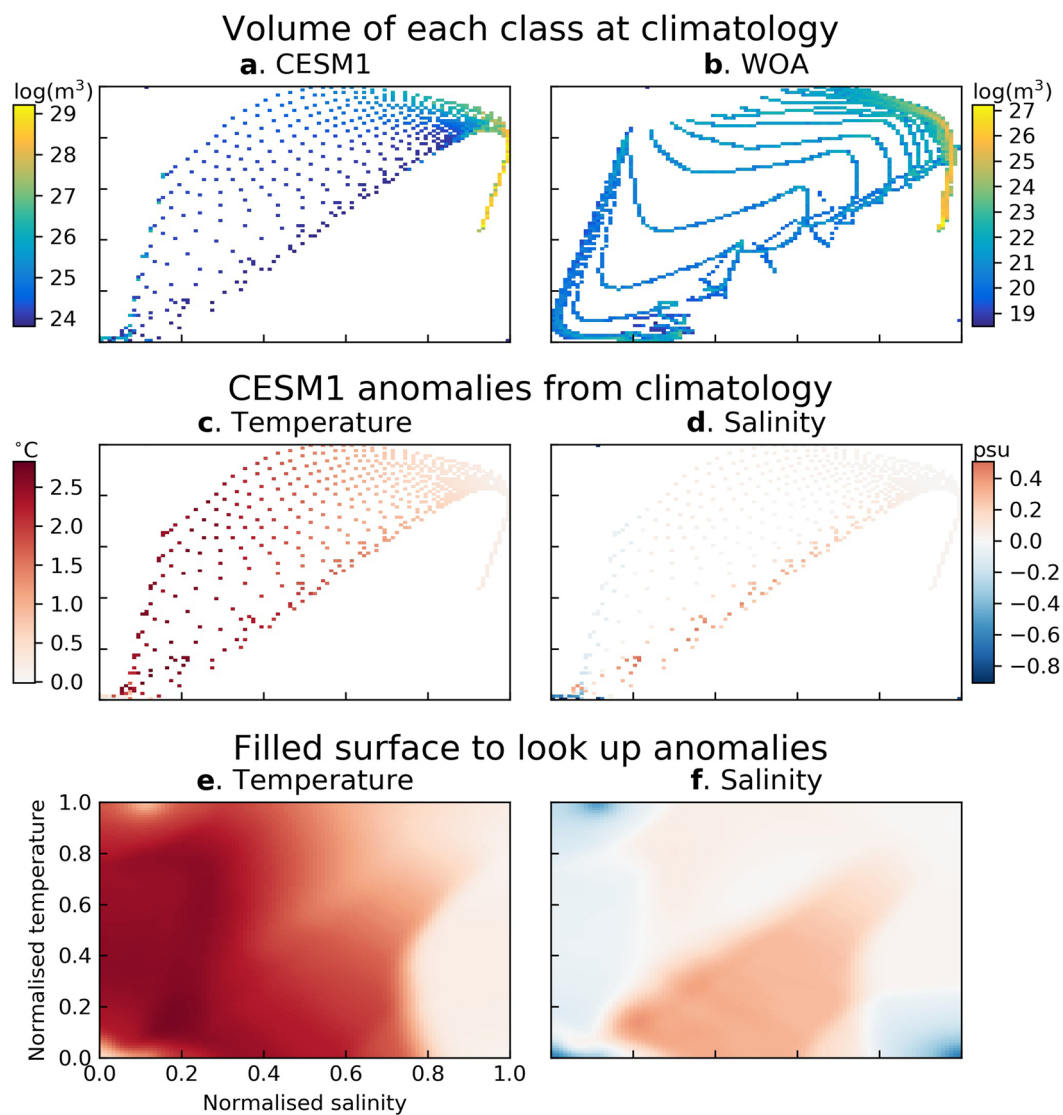 Volume of each class at climatology
a. CESM1
b. WOA
log(m³)
29
28
27
26
25
24
log(m³)
27
26
25
24
23
22
21
20
19
CESM1 anomalies from climatology
c. Temperature
d. Salinity
°C
2.5
2.0
1.5
1.0
0.5
0.0
psu
0.4
0.2
0.0
−0.2
−0.4
−0.6
−0.8
Filled surface to look up anomalies
e. Temperature
f. Salinity
Normalised temperature
1.0
0.8
0.6
0.4
0.2
0.0
0.0 0.2 0.4 0.6 0.8 1.0
Normalised salinity